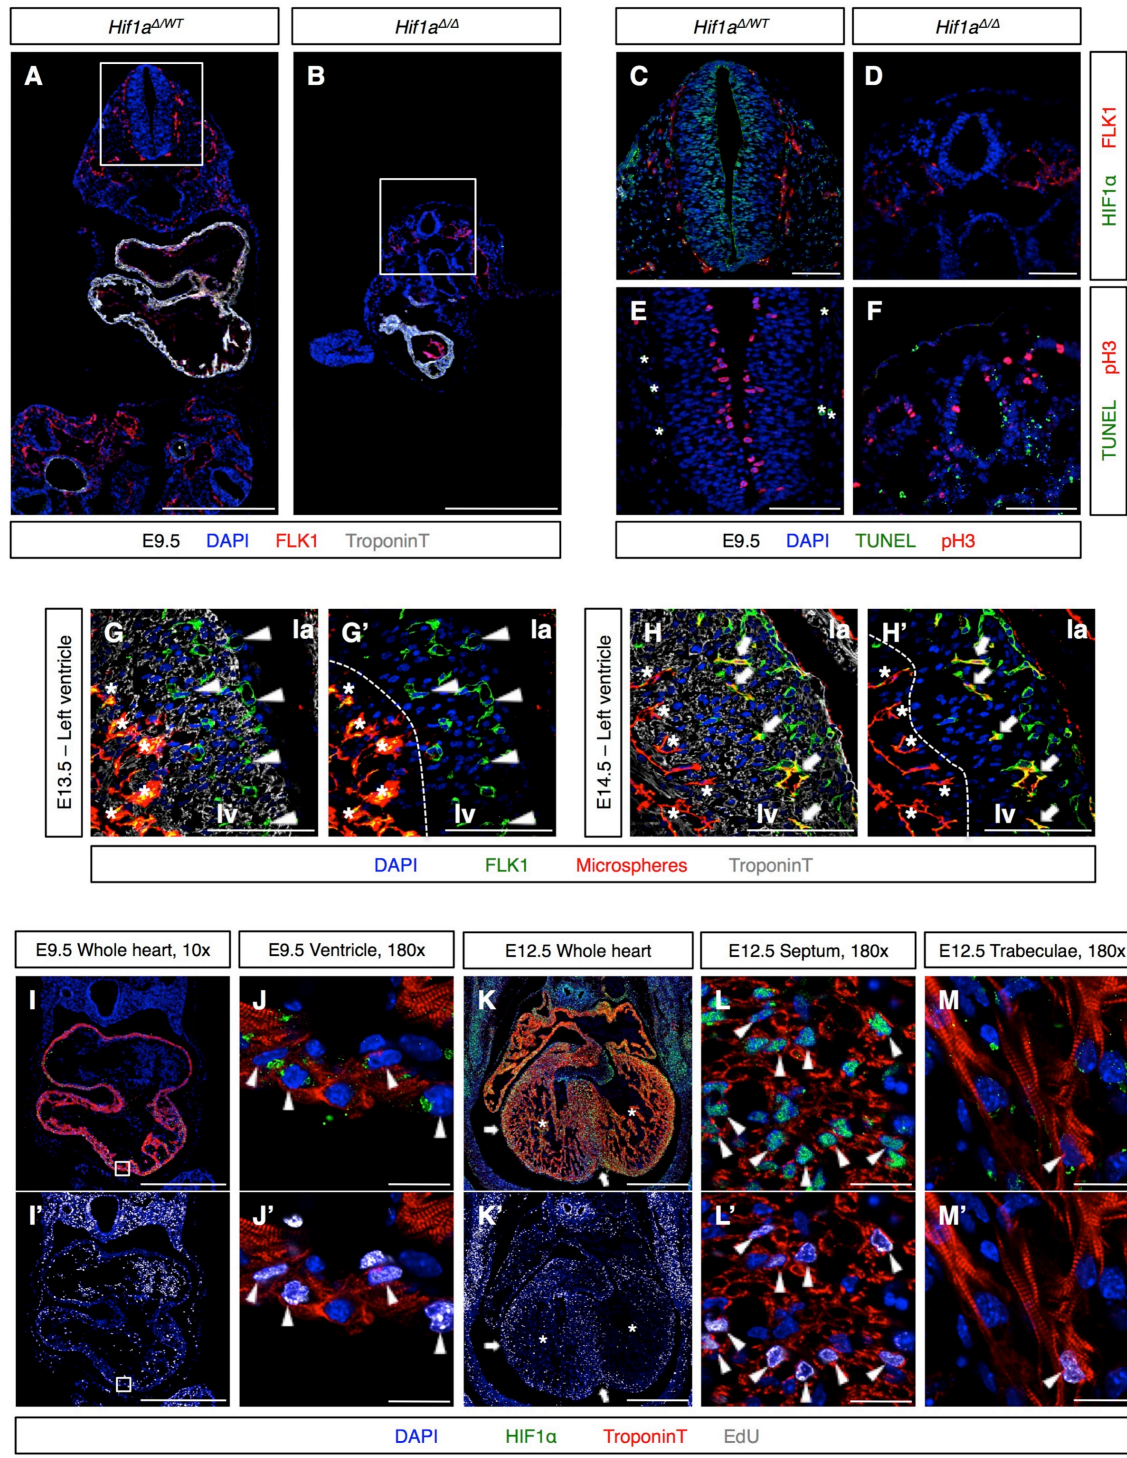 Hif1aΔ/WT
Hif1aΔ/Δ
Hif1aΔ/WT
Hif1aΔ/Δ
A
B
C
D
HIF1α FLK1
E
F
TUNEL pH3
E9.5 DAPI FLK1 TroponinT
E9.5 DAPI TUNEL pH3
E13.5 – Left ventricle
G
la
lv
G’
la
lv
E14.5 – Left ventricle
H
la
lv
H’
la
lv
DAPI FLK1 Microspheres TroponinT
E9.5 Whole heart, 10x
E9.5 Ventricle, 180x
E12.5 Whole heart
E12.5 Septum, 180x
E12.5 Trabeculae, 180x
I
J
K
L
M
I’
J’
K’
L’
M’
DAPI HIF1α TroponinT EdU